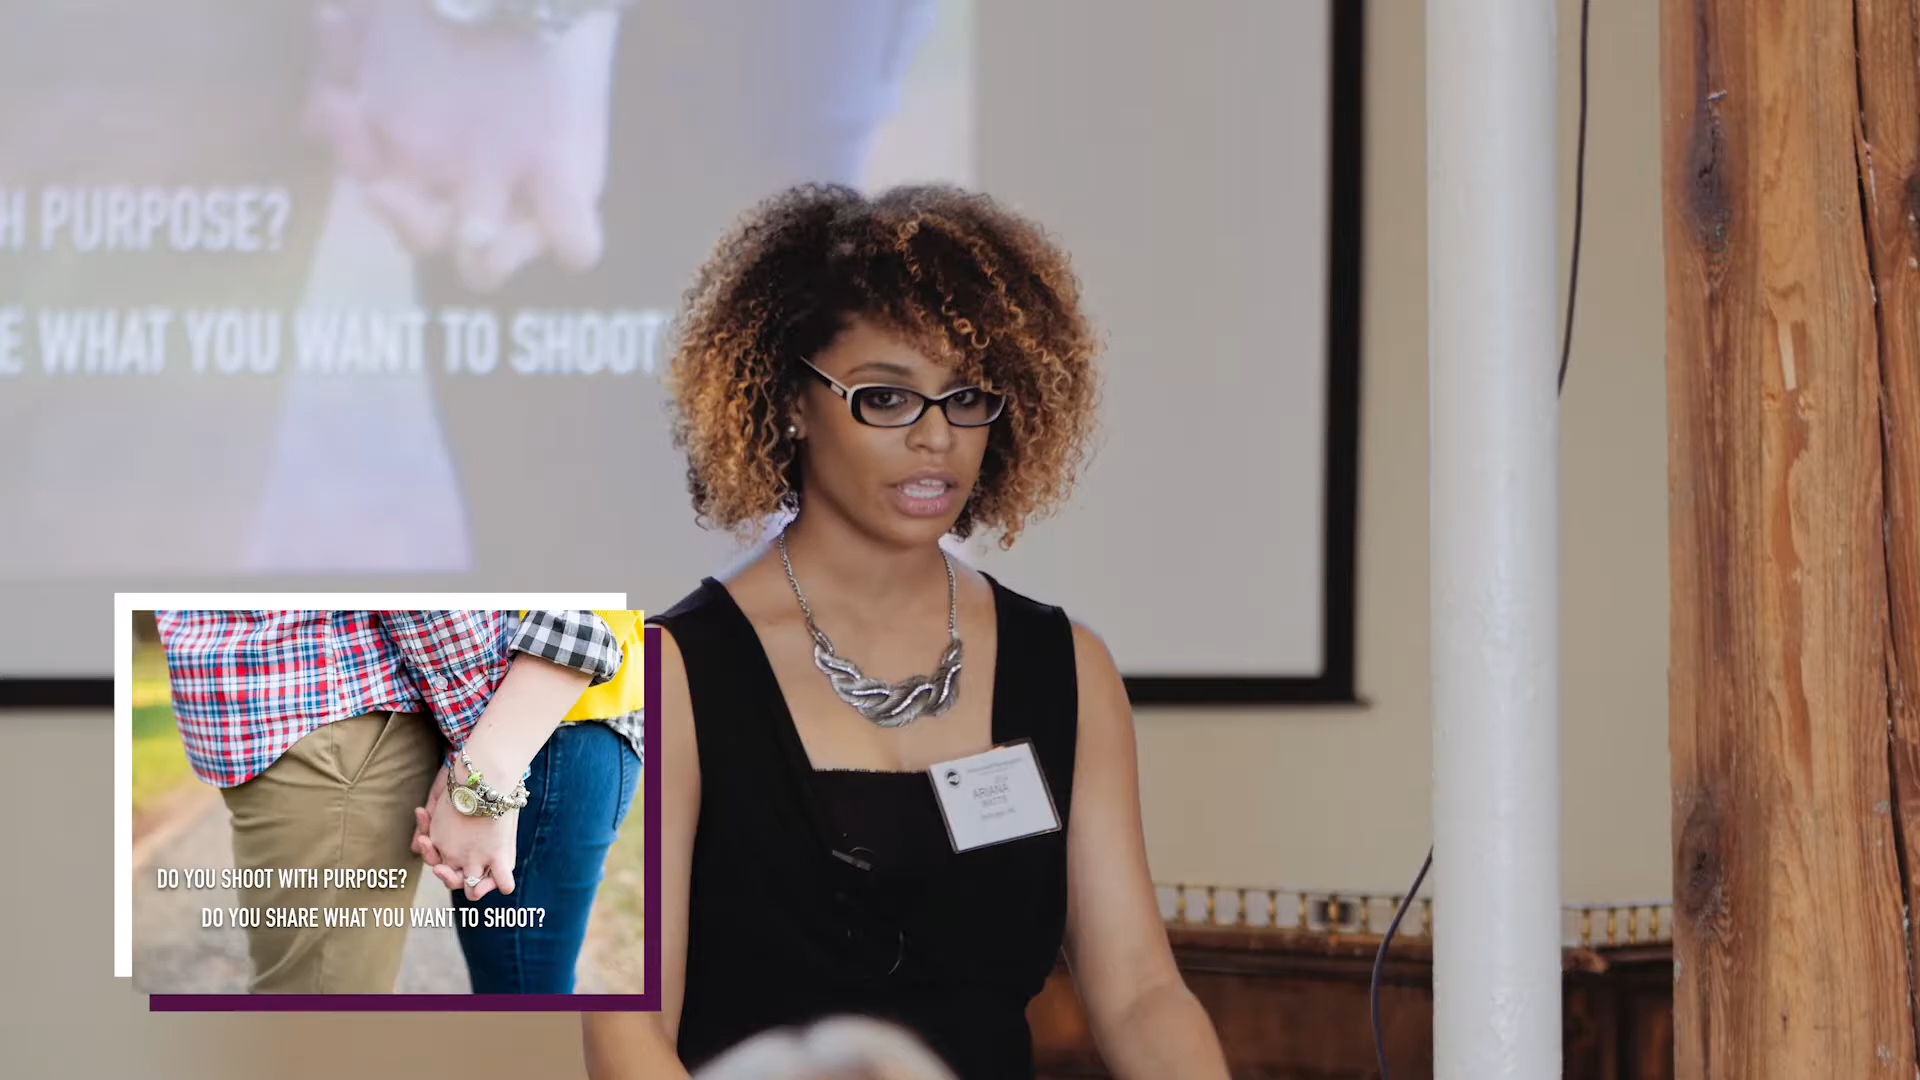 H PURPOSE?
E WHAT YOU WANT TO SHOOT
DO YOU SHOOT WITH PURPOSE?
DO YOU SHARE WHAT YOU WANT TO SHOOT?
ARIANA